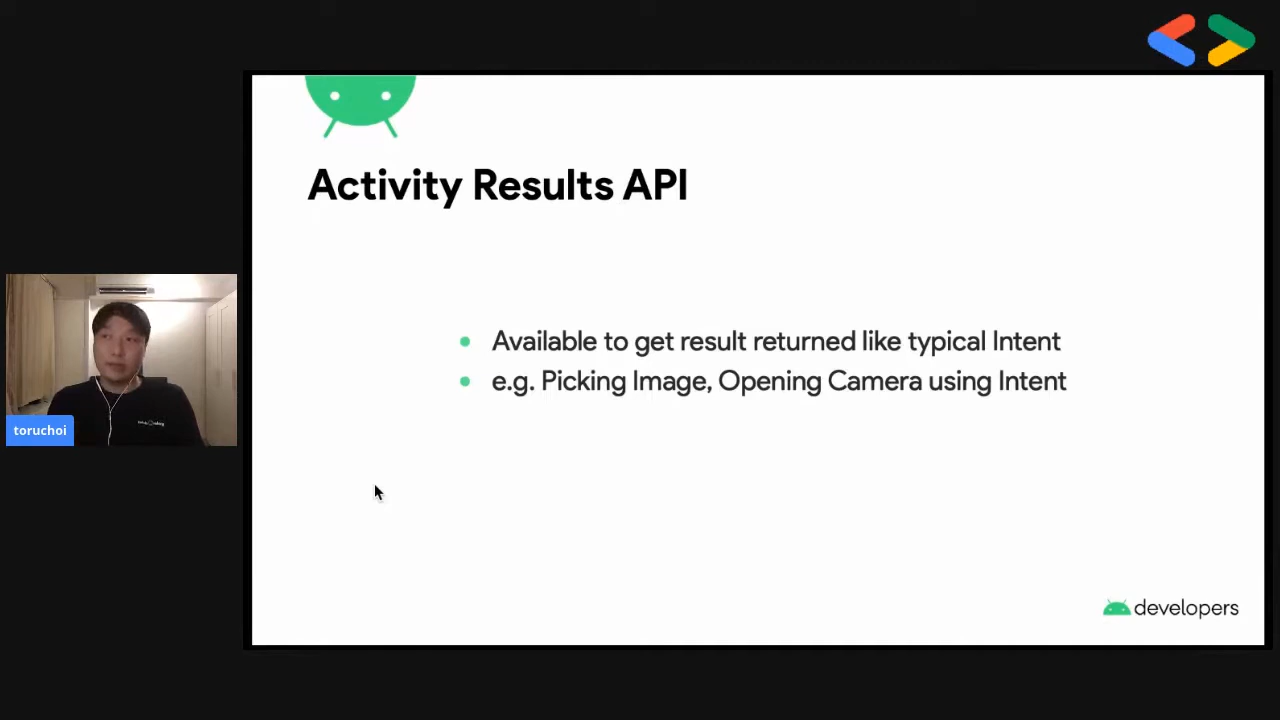 Activity Results API
Available to get result returned like typical Intent
e.g. Picking Image, Opening Camera using Intent
toruchoi
developers